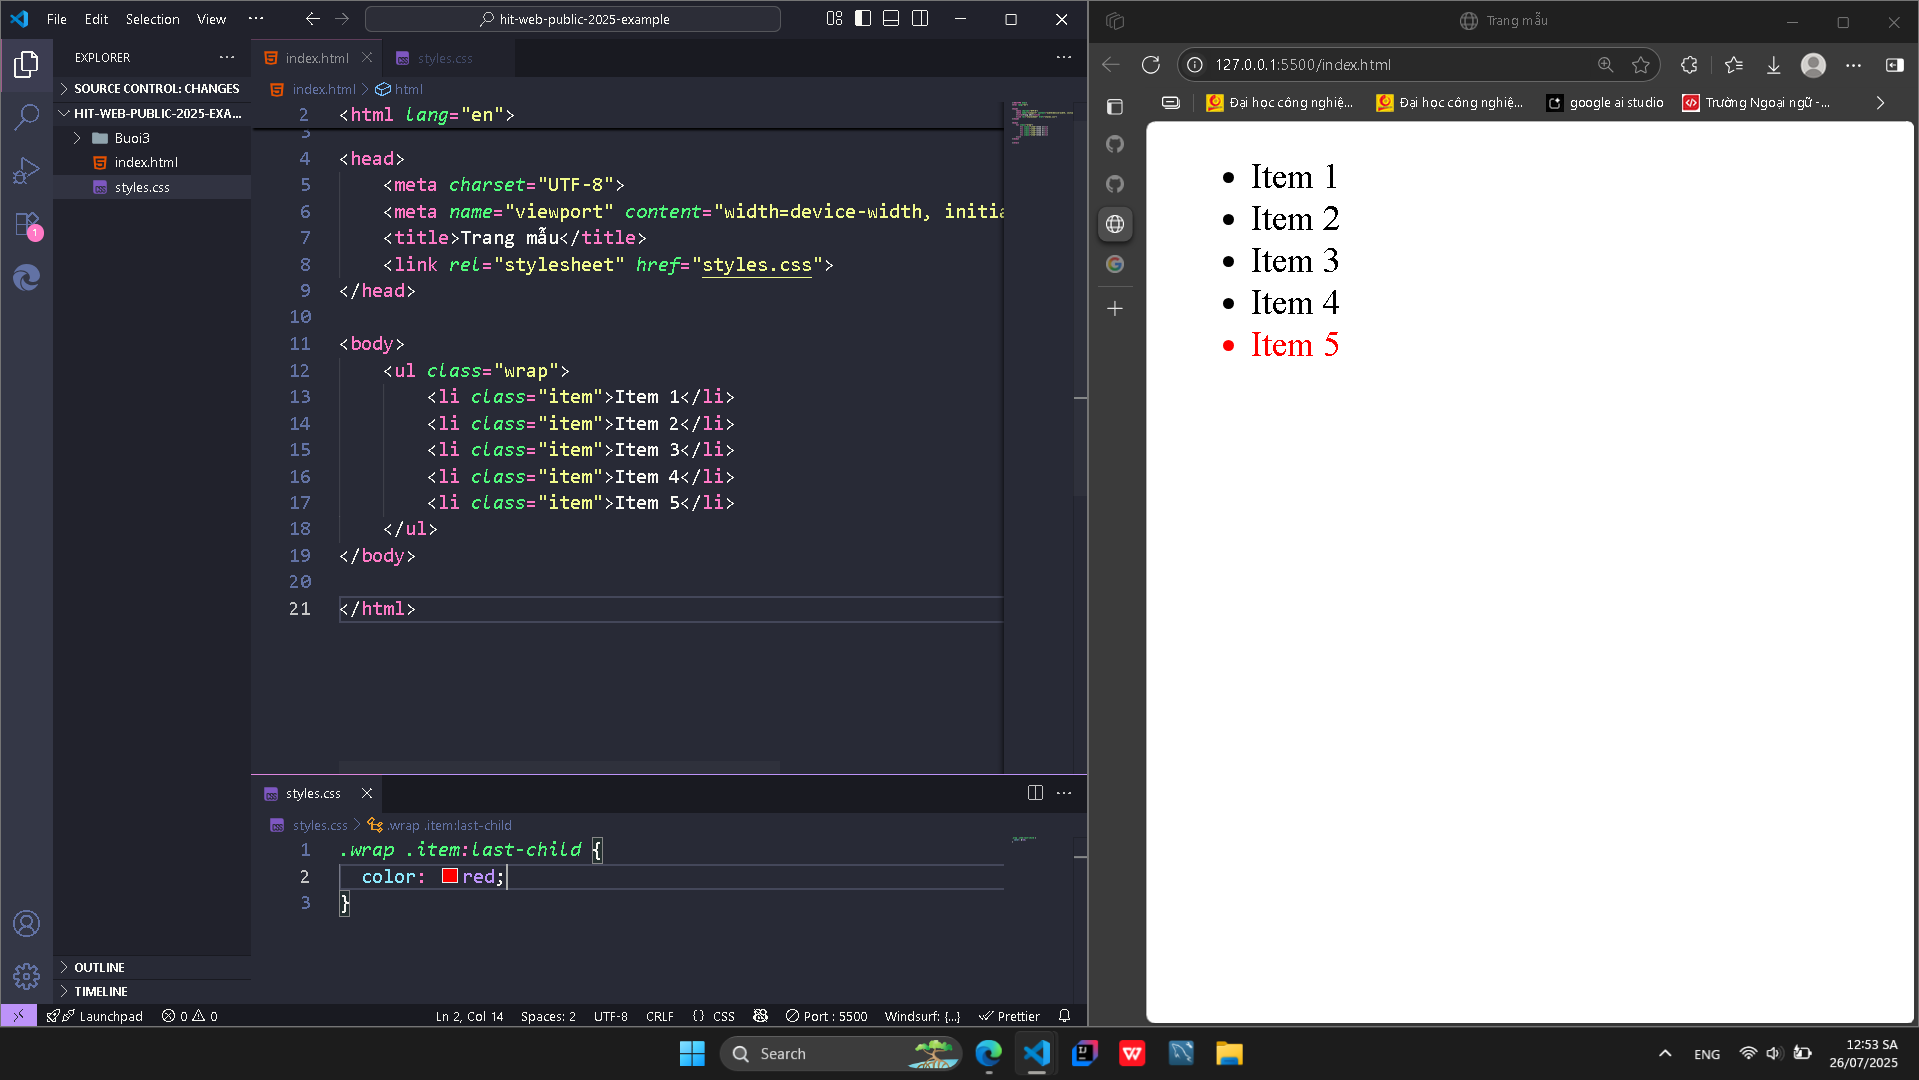 File Edit Selection View ··· hit-web-public-2025-example
EXPLORER ···
SOURCE CONTROL: CHANGES
HIT-WEB-PUBLIC-2025-EXA...
Buoi3
index.html
styles.css
1
OUTLINE
TIMELINE
index.html styles.css ···
index.html > html
2 <html lang="en">
3
4 <head>
5 <meta charset="UTF-8">
6 <meta name="viewport" content="width=device-width, initia
7 <title>Trang mẫu</title>
8 <link rel="stylesheet" href="styles.css">
9 </head>
10
11 <body>
12 <ul class="wrap">
13 <li class="item">Item 1</li>
14 <li class="item">Item 2</li>
15 <li class="item">Item 3</li>
16 <li class="item">Item 4</li>
17 <li class="item">Item 5</li>
18 </ul>
19 </body>
20
21 </html>
styles.css ···
styles.css > .wrap .item:last-child
1 .wrap .item:last-child {
2 color: red;
3 }
Launchpad 0 0 Ln 2, Col 14 Spaces: 2 UTF-8 CRLF {} CSS Port : 5500 Windsurf: {...} Prettier
Trang mẫu
127.0.0.1:5500/index.html
Đại học công nghiệ... Đại học công nghiệ... google ai studio Trường Ngoại ngữ -...
Item 1
Item 2
Item 3
Item 4
Item 5
Search
ENG
12:53 SA
26/07/2025